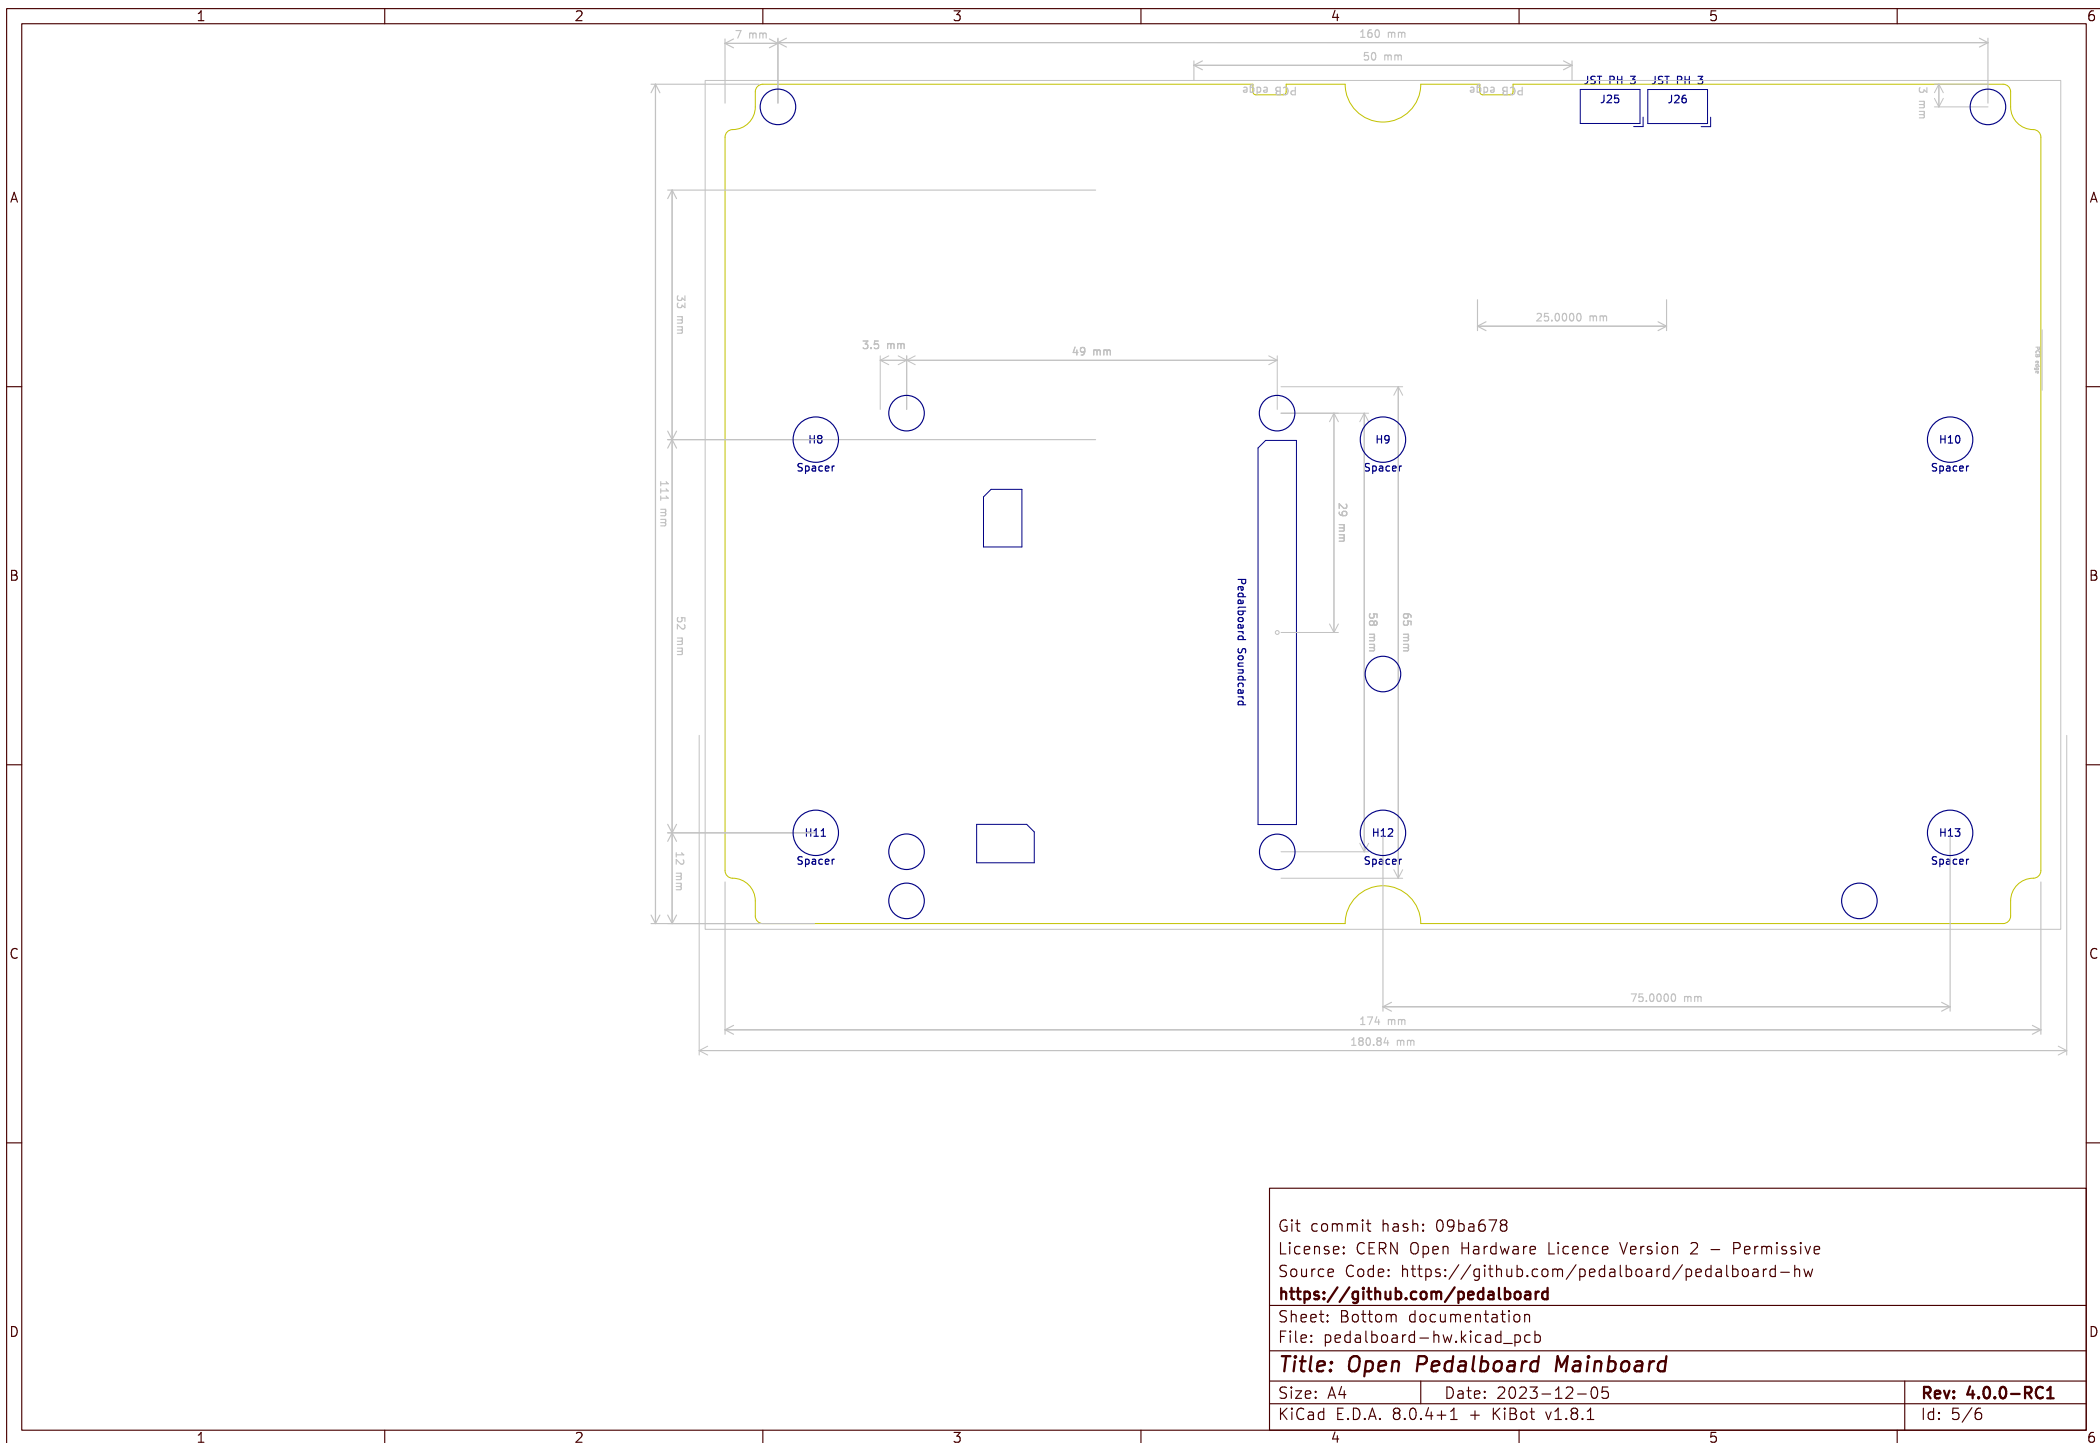 1 2 3 4 5 6
7 mm
160 mm
50 mm
PCB edge
PCB edge
JST PH 3
JST PH 3
J25
J26
3 mm
A
A
33 mm
25.0000 mm
3.5 mm
49 mm
PCB edge
H8
Spacer
H9
Spacer
H10
Spacer
111 mm
29 mm
B
B
Pedalboard Soundcard
52 mm
58 mm
65 mm
H11
Spacer
H12
Spacer
H13
Spacer
12 mm
C
C
75.0000 mm
174 mm
180.84 mm
Git commit hash: 09ba678
License: CERN Open Hardware Licence Version 2 - Permissive
Source Code: https://github.com/pedalboard/pedalboard-hw
https://github.com/pedalboard
Sheet: Bottom documentation
File: pedalboard-hw.kicad_pcb
D
D
Title: Open Pedalboard Mainboard
Size: A4
Date: 2023-12-05
Rev: 4.0.0-RC1
KiCad E.D.A. 8.0.4+1 + KiBot v1.8.1
Id: 5/6
1 2 3 4 5 6